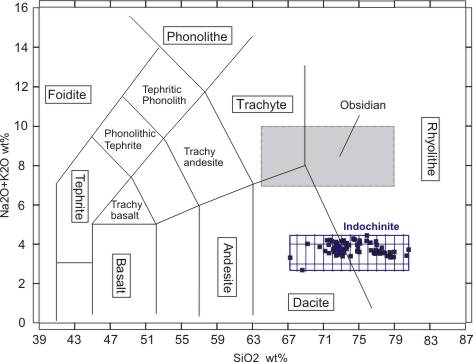 16
14
12
10
8
6
4
2
0
Na2O+K2O wt%
Phonolithe
Foidite
Tephritic
Phonolith
Trachyte
Obsidian
Phonolithic
Tephrite
Trachy
andesite
Rhyolithe
Tephrite
Trachy
basalt
Indochinite
Basalt
Andesite
Dacite
39 43 47 51 55 59 63 67 71 75 79 83 87
SiO2 wt%